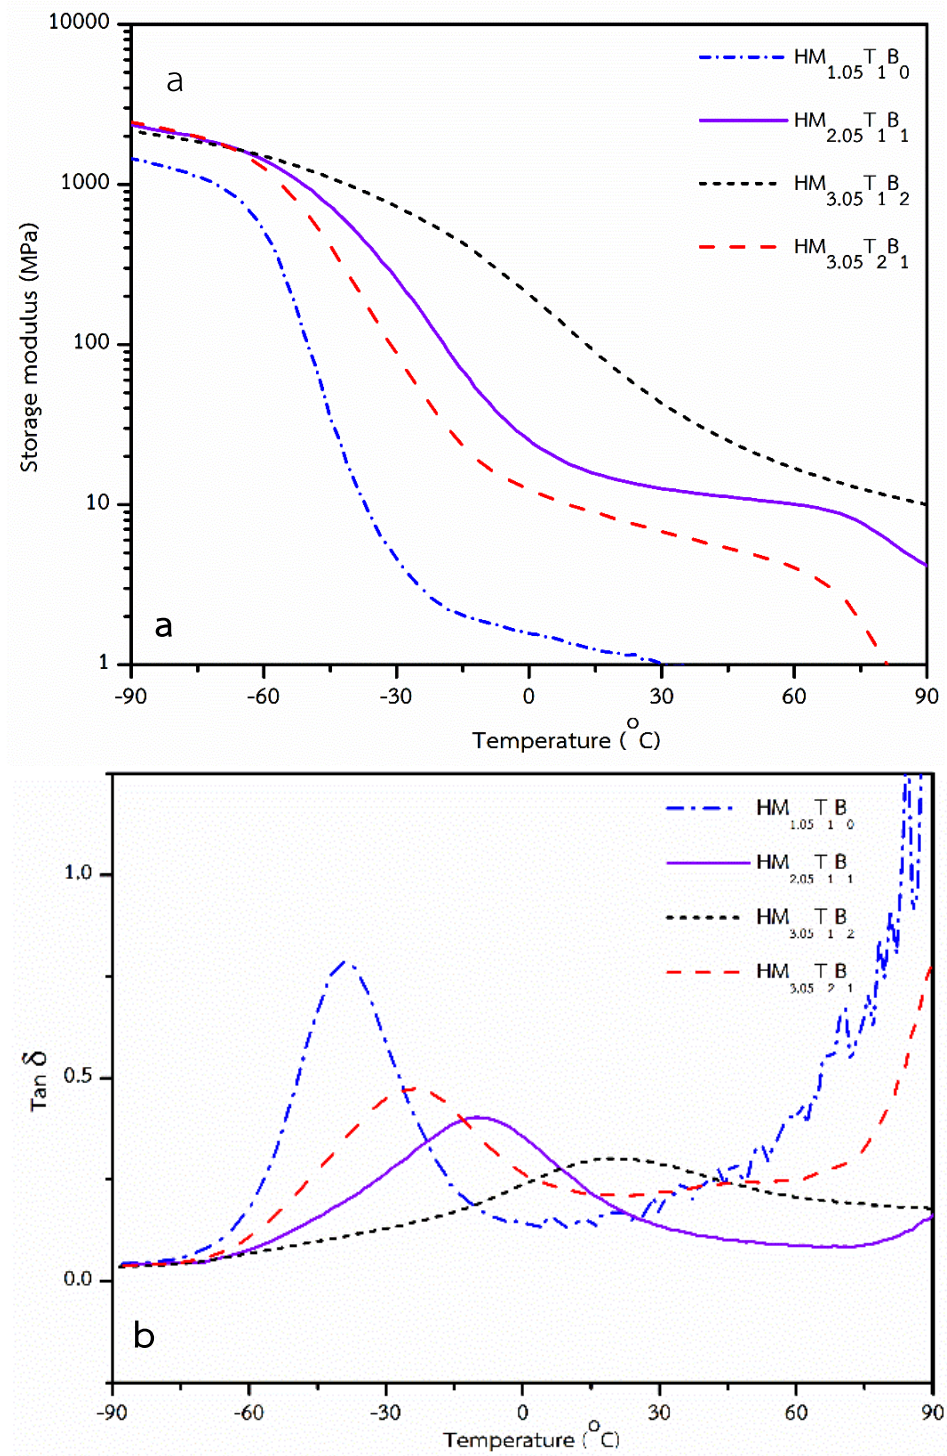 10000
a
HM1.05T1B0
HM2.05T1B1
1000
HM3.05T1B2
HM3.05T2B1
Storage modulus (MPa)
100
10
a
1
-90 -60 -30 0 30 60 90
Temperature (°C)
HM1.05T1B0
HM2.05T1B1
1.0
HM3.05T1B2
HM3.05T2B1
Tan δ
0.5
0.0
b
-90 -60 -30 0 30 60 90
Temperature (°C)